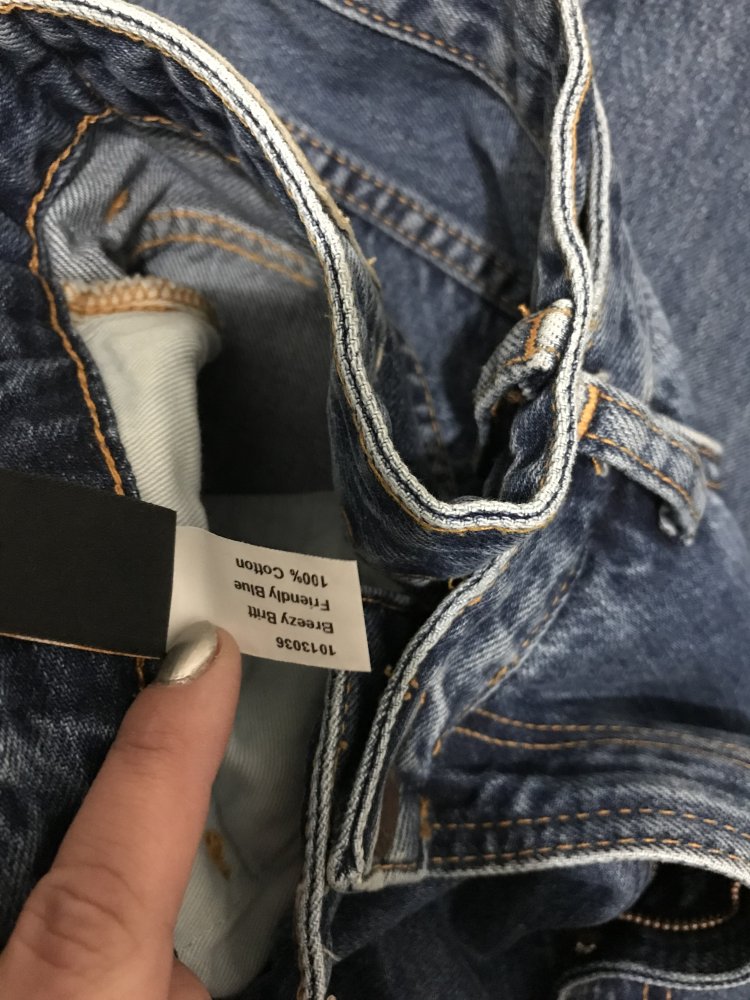 1013036
Breezy Britt
Friendly Blue
100% Cotton